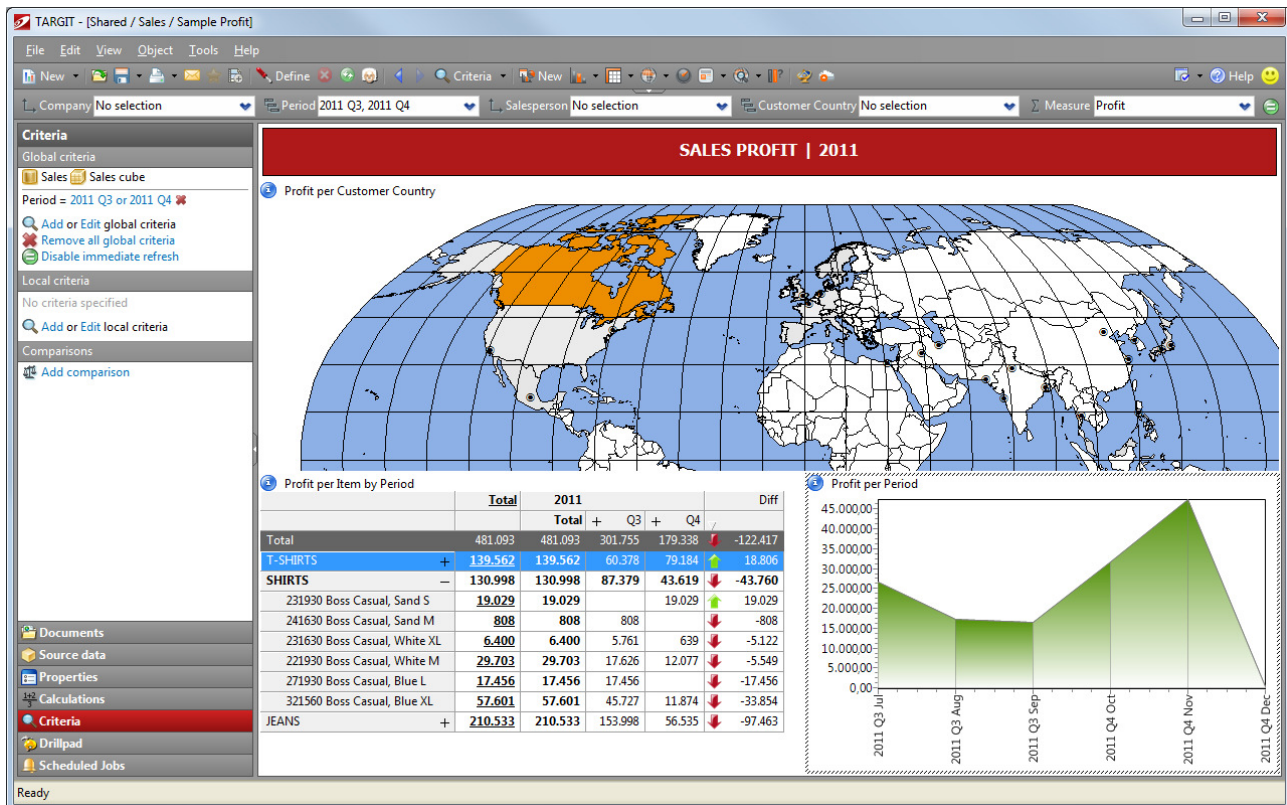 TARGIT - [Shared / Sales / Sample Profit]
File Edit View Object Tools Help
New Define Criteria New Help
Company No selection Period 2011 Q3, 2011 Q4 Salesperson No selection Customer Country No selection Σ Measure Profit
Criteria
Global criteria
Sales Sales cube
Period = 2011 Q3 or 2011 Q4
Add or Edit global criteria
Remove all global criteria
Disable immediate refresh
Local criteria
No criteria specified
Add or Edit local criteria
Comparisons
Add comparison
Documents
Source data
Properties
Calculations
Criteria
Drillpad
Scheduled Jobs
SALES PROFIT | 2011
Profit per Customer Country
Profit per Item by Period
Total 2011 Diff
Total + Q3 + Q4
Total 481.093 481.093 301.755 179.338 -122.417
T-SHIRTS + 139.562 139.562 60.378 79.184 18.806
SHIRTS – 130.998 130.998 87.379 43.619 -43.760
231930 Boss Casual, Sand S 19.029 19.029 19.029 19.029
241630 Boss Casual, Sand M 808 808 808 -808
231630 Boss Casual, White XL 6.400 6.400 5.761 639 -5.122
221930 Boss Casual, White M 29.703 29.703 17.626 12.077 -5.549
271930 Boss Casual, Blue L 17.456 17.456 17.456 -17.456
321560 Boss Casual, Blue XL 57.601 57.601 45.727 11.874 -33.854
JEANS + 210.533 210.533 153.998 56.535 -97.463
Profit per Period
45.000,00
40.000,00
35.000,00
30.000,00
25.000,00
20.000,00
15.000,00
10.000,00
5.000,00
0,00
2011 Q3 Jul
2011 Q3 Aug
2011 Q3 Sep
2011 Q4 Oct
2011 Q4 Nov
2011 Q4 Dec
Ready